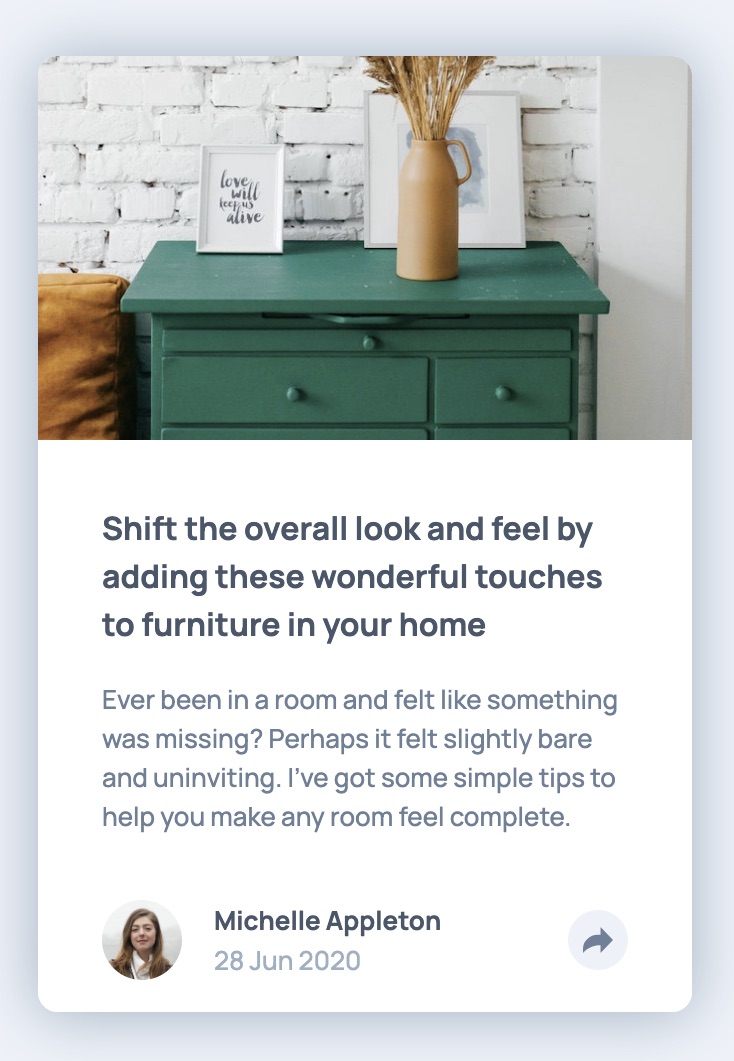 love
will
keep us
alive
Shift the overall look and feel by
adding these wonderful touches
to furniture in your home
Ever been in a room and felt like something
was missing? Perhaps it felt slightly bare
and uninviting. I’ve got some simple tips to
help you make any room feel complete.
Michelle Appleton
28 Jun 2020